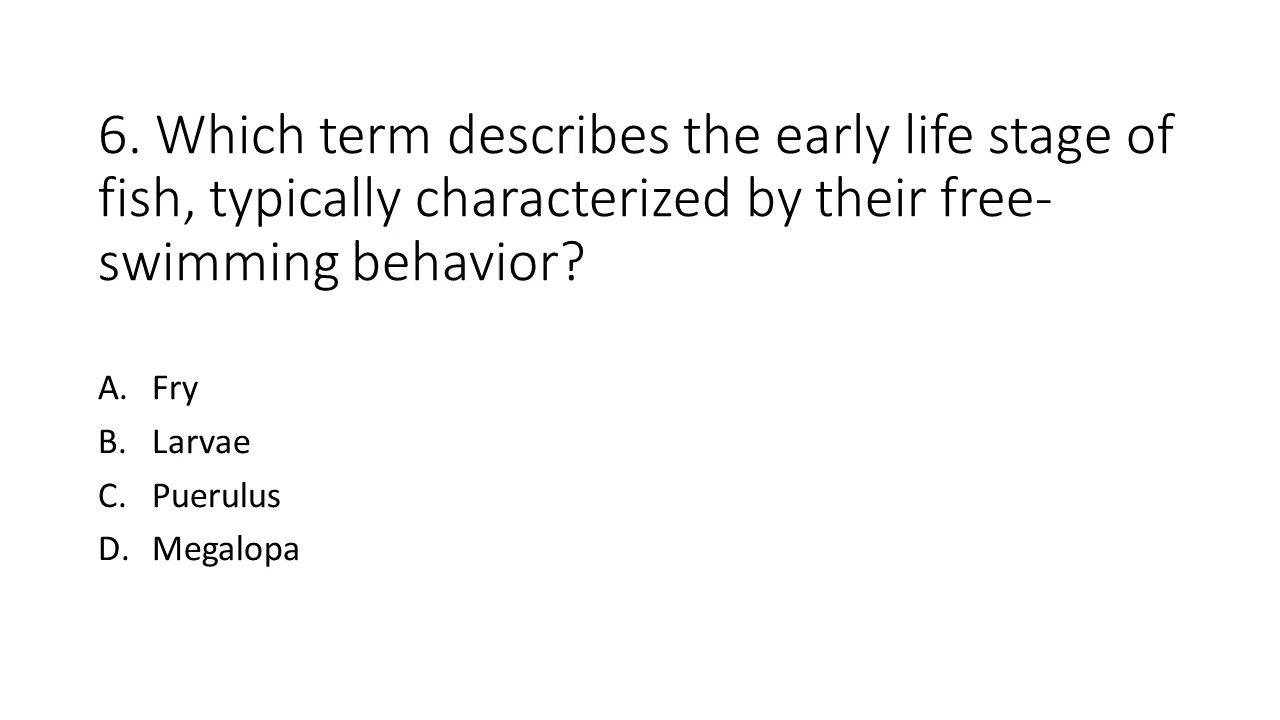 6. Which term describes the early life stage of
fish, typically characterized by their free-
swimming behavior?
A. Fry
B. Larvae
C. Puerulus
D. Megalopa